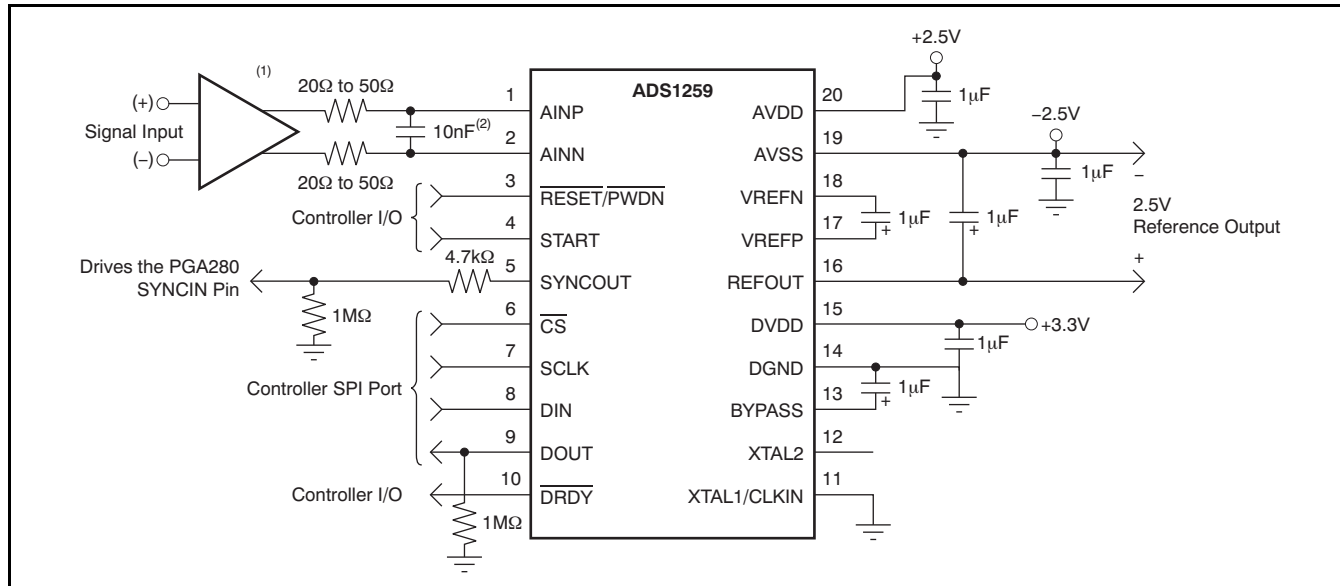 (1)
(+)
Signal Input
(−)
20Ω to 50Ω
20Ω to 50Ω
10nF(2)
Controller I/O
Drives the PGA280
SYNCIN Pin
4.7kΩ
1MΩ
Controller SPI Port
Controller I/O
1MΩ
ADS1259
1 AINP
2 AINN
3 RESET/PWDN
4 START
5 SYNCOUT
6 CS
7 SCLK
8 DIN
9 DOUT
10 DRDY
20 AVDD
19 AVSS
18 VREFN
17 VREFP
16 REFOUT
15 DVDD
14 DGND
13 BYPASS
12 XTAL2
11 XTAL1/CLKIN
+2.5V
1μF
−2.5V
1μF
−
1μF
+
1μF
+
2.5V
Reference Output
+
+3.3V
1μF
1μF
+